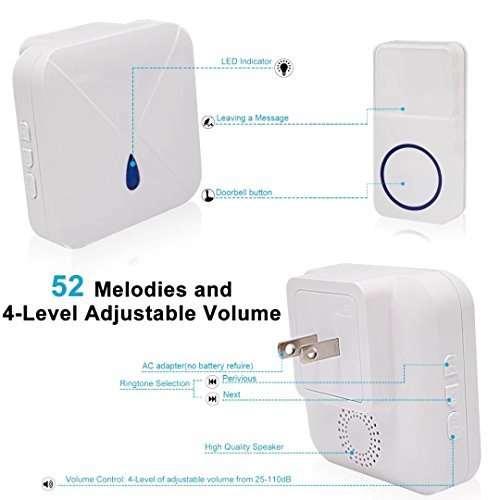 LED Indicator
Leaving a Message
Doorbell button
52 Melodies and
4-Level Adjustable Volume
AC adapter(no battery refuire)
Ringtone Selection
Perivious
Next
High Quality Speaker
Volume Control: 4-Level of adjustable volume from 25-110dB